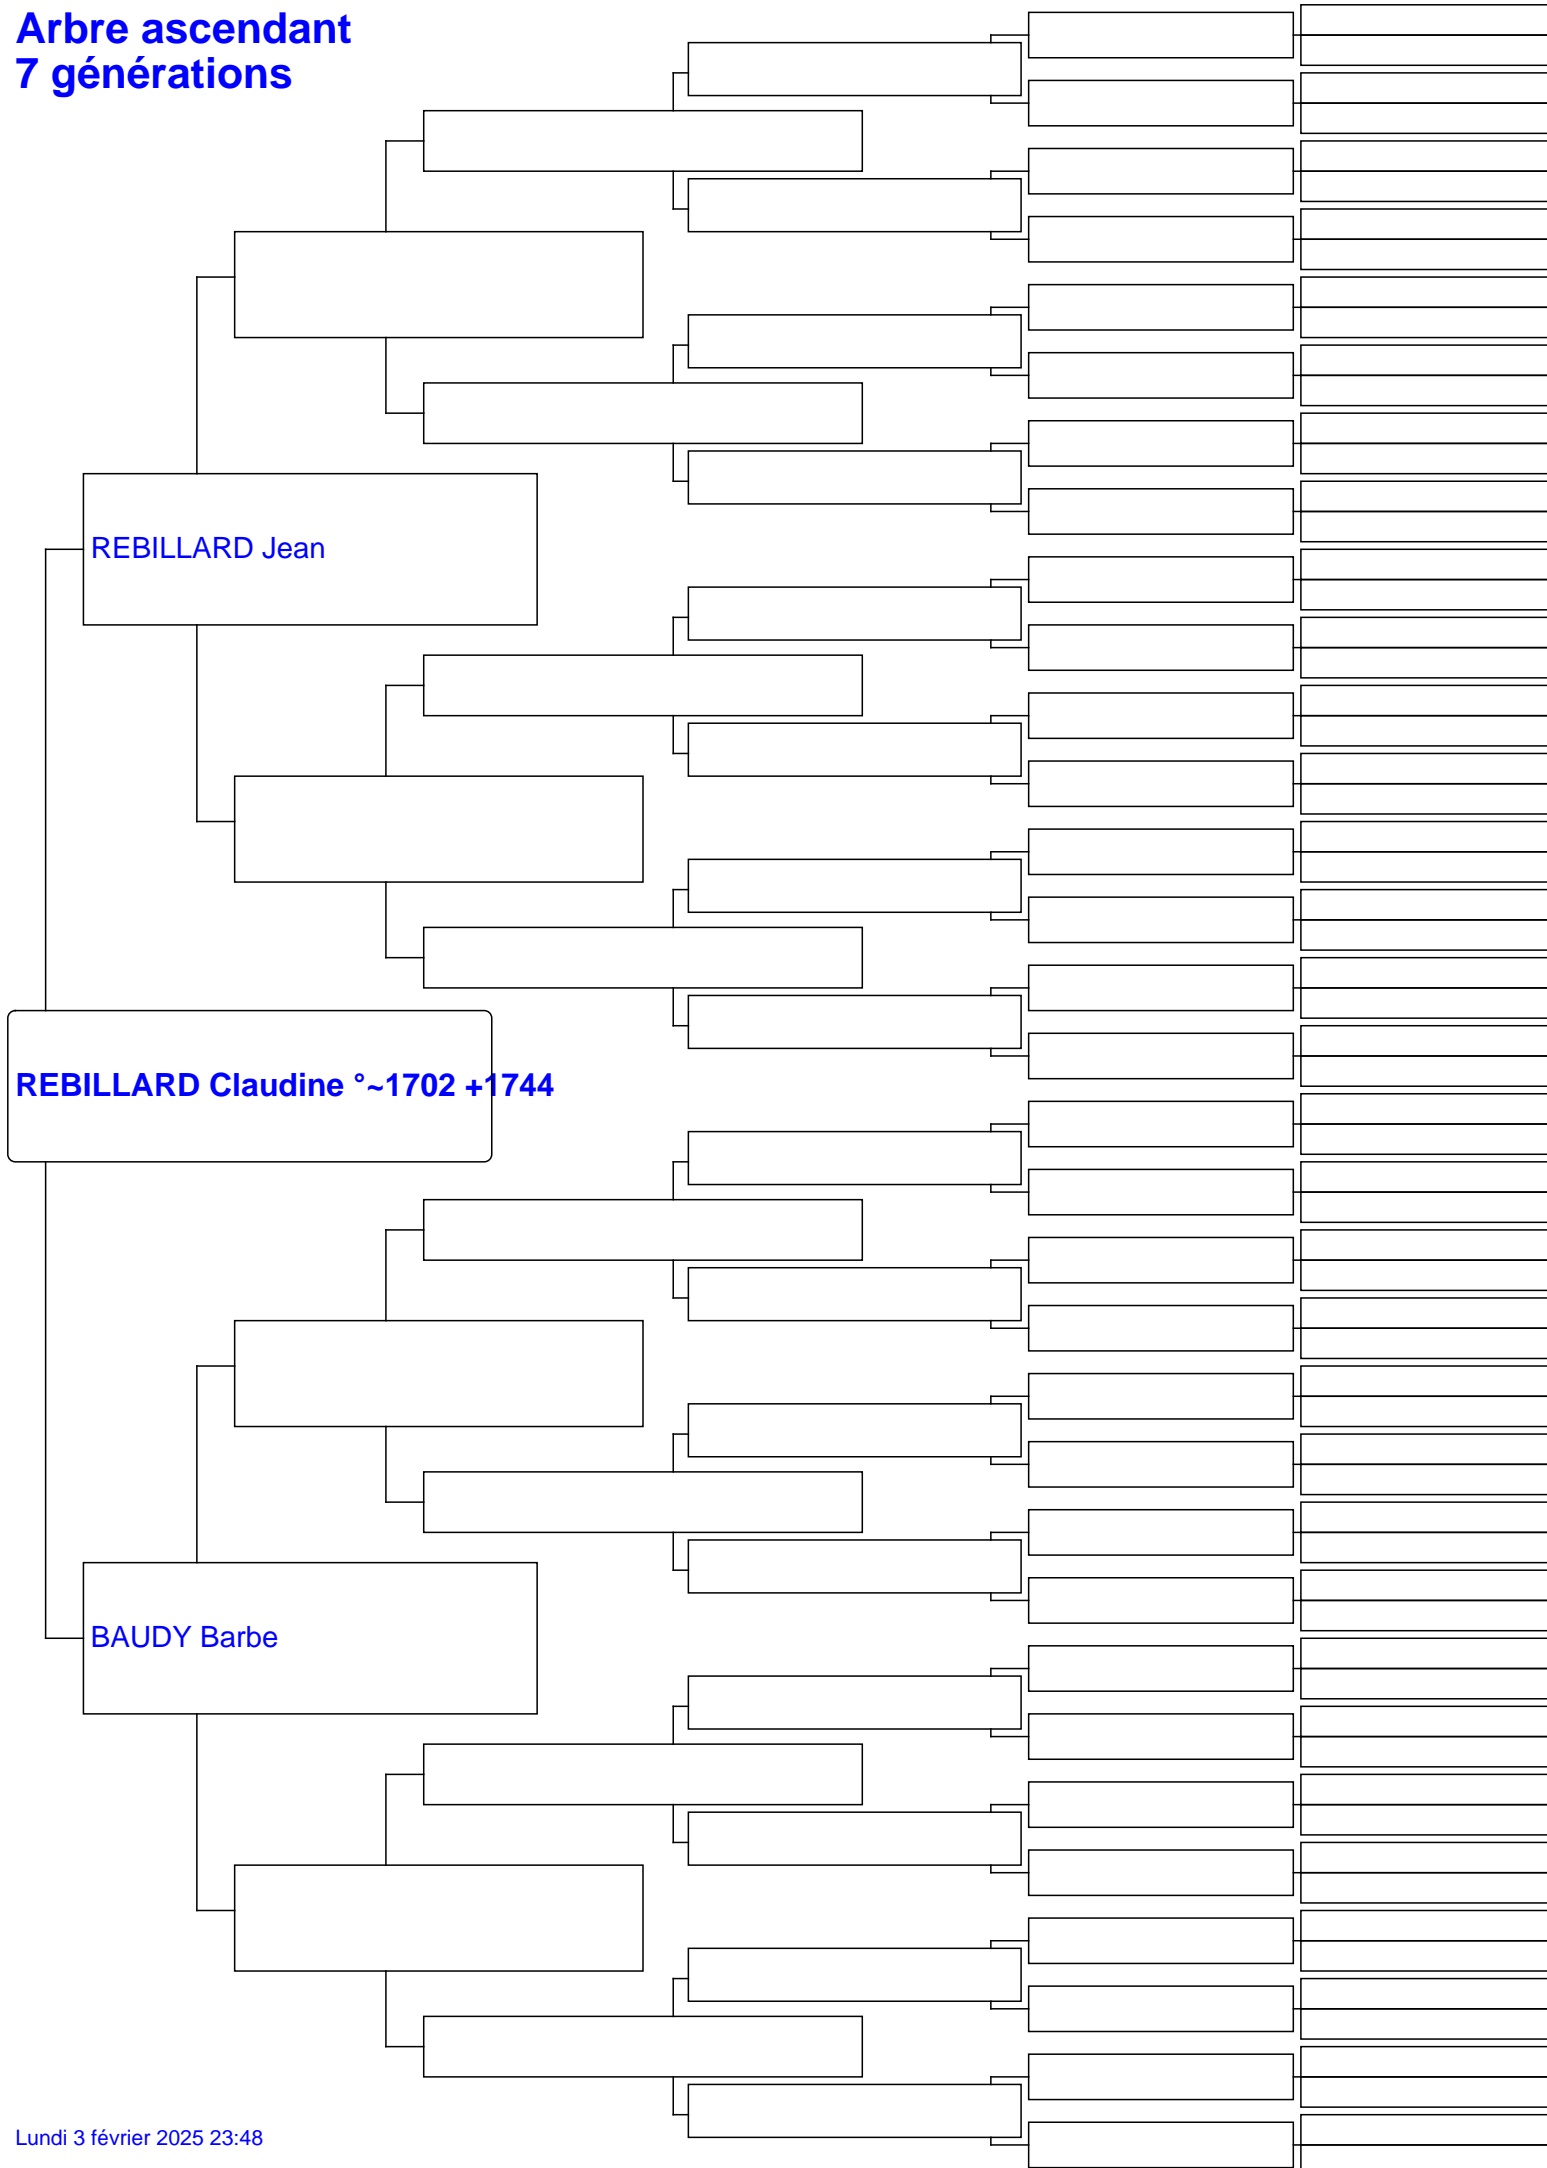 Arbre ascendant
7 générations
REBILLARD Jean
REBILLARD Claudine °~1702 +1744
BAUDY Barbe
Lundi 3 février 2025 23:48